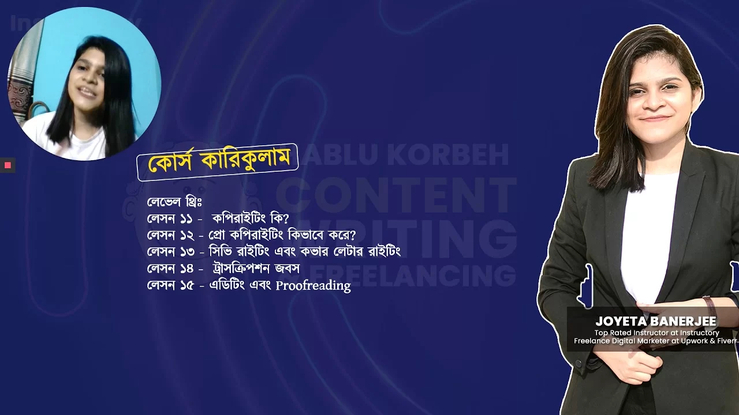 কোর্স কারিকুলাম
লেভেল থ্রিঃ
লেসন ১১ - কপিরাইটিং কি?
লেসন ১২ - প্রো কপিরাইটিং কিভাবে করে?
লেসন ১৩ - সিভি রাইটিং এবং কভার লেটার রাইটিং
লেসন ১৪ - ট্রান্সক্রিপশন জবস
লেসন ১৫ - এডিটিং এবং Proofreading
ABLU KORBEH
CONTENT
WRITING
FREELANCING
JOYETA BANERJEE
Top Rated Instructor at Instructory
Freelance Digital Marketer at Upwork & Fiverr